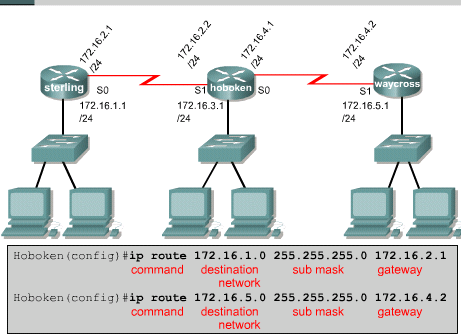 172.16.2.1
/24
172.16.2.2
/24
172.16.4.1
/24
172.16.4.2
/24
sterling
S0
S1
hoboken
S0
S1
waycross
172.16.1.1
/24
172.16.3.1
/24
172.16.5.1
/24
Hoboken(config)#ip route 172.16.1.0 255.255.255.0 172.16.2.1
command destination sub mask gateway
network
Hoboken(config)#ip route 172.16.5.0 255.255.255.0 172.16.4.2
command destination sub mask gateway
network